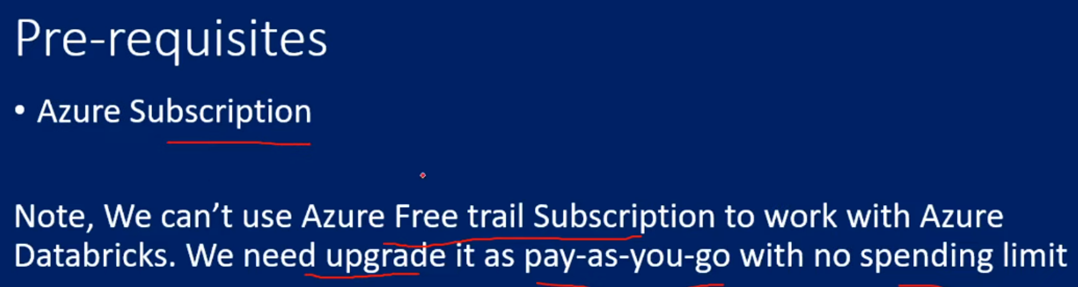 Pre-requisites
• Azure Subscription
Note, We can't use Azure Free trail Subscription to work with Azure
Databricks. We need upgrade it as pay-as-you-go with no spending limit